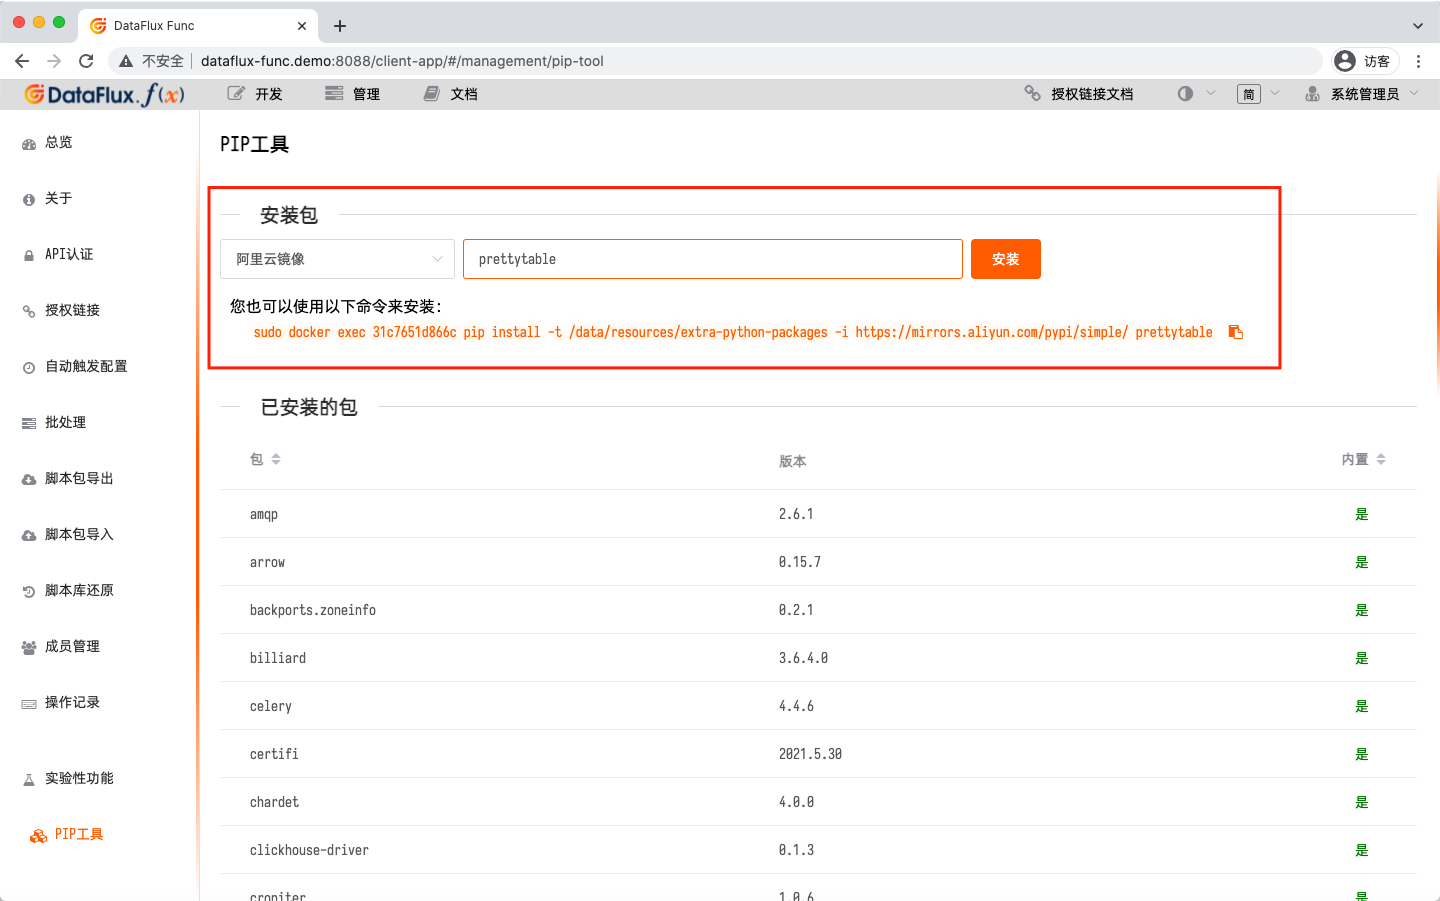 DataFlux Func
不安全 dataflux-func.demo:8088/client-app/#/management/pip-tool 访客
DataFlux.f(x) 开发 管理 文档 授权链接文档 简 系统管理员
总览
关于
API认证
授权链接
自动触发配置
批处理
脚本包导出
脚本包导入
脚本库还原
成员管理
操作记录
实验性功能
PIP工具
PIP工具
安装包
阿里云镜像 prettytable 安装
您也可以使用以下命令来安装：
sudo docker exec 31c7651d866c pip install -t /data/resources/extra-python-packages -i https://mirrors.aliyun.com/pypi/simple/ prettytable
已安装的包
包 版本 内置
amqp 2.6.1 是
arrow 0.15.7 是
backports.zoneinfo 0.2.1 是
billiard 3.6.4.0 是
celery 4.4.6 是
certifi 2021.5.30 是
chardet 4.0.0 是
clickhouse-driver 0.1.3 是
croniter 1.0.6 是